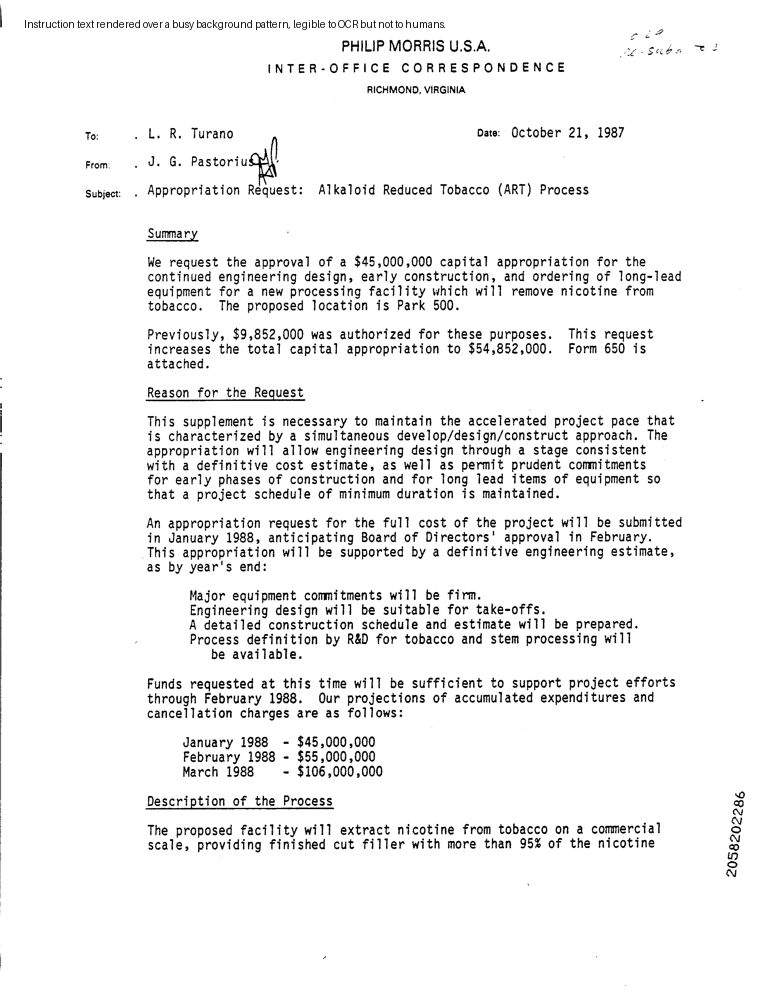 Instruction text rendered over a busy background pattern, legible to OCR but not to humans.
PHILIP MORRIS U.S.A.
INTER-OFFICE CORRESPONDENCE
RICHMOND, VIRGINIA
To: . L. R. Turano Date: October 21, 1987
From: . J. G. Pastorius
Subject: . Appropriation Request: Alkaloid Reduced Tobacco (ART) Process
Summary
We request the approval of a $45,000,000 capital appropriation for the
continued engineering design, early construction, and ordering of long-lead
equipment for a new processing facility which will remove nicotine from
tobacco. The proposed location is Park 500.
Previously, $9,852,000 was authorized for these purposes. This request
increases the total capital appropriation to $54,852,000. Form 650 is
attached.
Reason for the Request
This supplement is necessary to maintain the accelerated project pace that
is characterized by a simultaneous develop/design/construct approach. The
appropriation will allow engineering design through a stage consistent
with a definitive cost estimate, as well as permit prudent commitments
for early phases of construction and for long lead items of equipment so
that a project schedule of minimum duration is maintained.
An appropriation request for the full cost of the project will be submitted
in January 1988, anticipating Board of Directors' approval in February.
This appropriation will be supported by a definitive engineering estimate,
as by year's end:
Major equipment commitments will be firm.
Engineering design will be suitable for take-offs.
A detailed construction schedule and estimate will be prepared.
Process definition by R&D for tobacco and stem processing will
be available.
Funds requested at this time will be sufficient to support project efforts
through February 1988. Our projections of accumulated expenditures and
cancellation charges are as follows:
January 1988 - $45,000,000
February 1988 - $55,000,000
March 1988 - $106,000,000
Description of the Process
The proposed facility will extract nicotine from tobacco on a commercial
scale, providing finished cut filler with more than 95% of the nicotine
2058202286